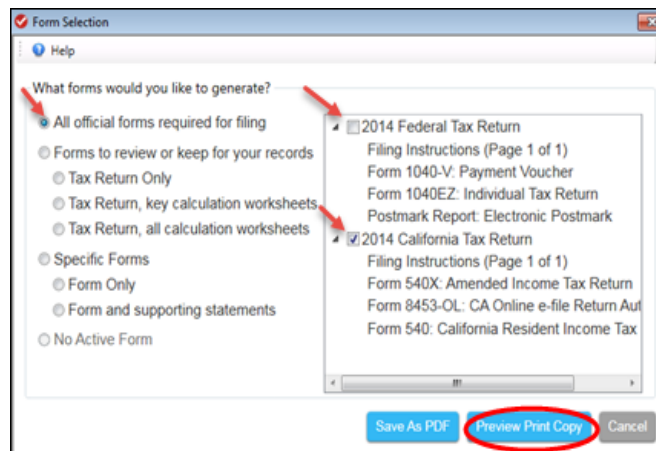 Form Selection
Help
What forms would you like to generate?
All official forms required for filing
Forms to review or keep for your records
Tax Return Only
Tax Return, key calculation worksheets
Tax Return, all calculation worksheets
Specific Forms
Form Only
Form and supporting statements
No Active Form
2014 Federal Tax Return
Filing Instructions (Page 1 of 1)
Form 1040-V: Payment Voucher
Form 1040EZ: Individual Tax Return
Postmark Report: Electronic Postmark
2014 California Tax Return
Filing Instructions (Page 1 of 1)
Form 540X: Amended Income Tax Return
Form 8453-OL: CA Online e-file Return Aut
Form 540: California Resident Income Tax
Save As PDF
Preview Print Copy
Cancel